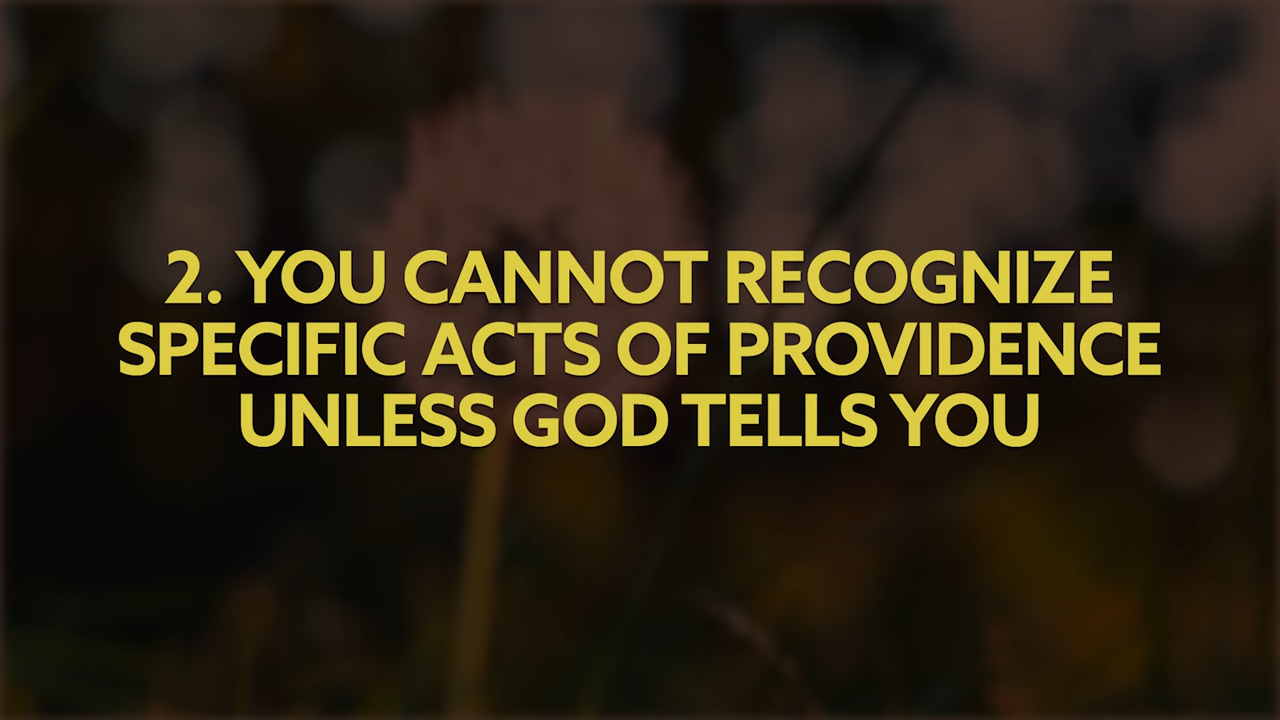 2. YOU CANNOT RECOGNIZE
SPECIFIC ACTS OF PROVIDENCE
UNLESS GOD TELLS YOU